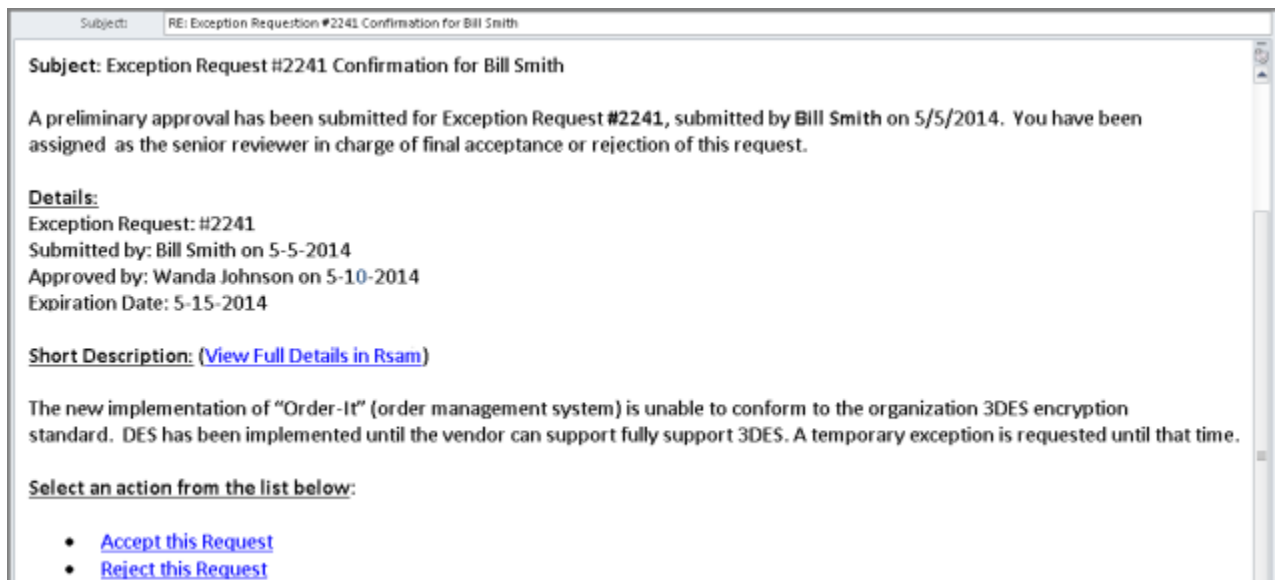 Subject: RE: Exception Requestion #2241 Confirmation for Bill Smith
Subject: Exception Request #2241 Confirmation for Bill Smith
A preliminary approval has been submitted for Exception Request #2241, submitted by Bill Smith on 5/5/2014. You have been
assigned as the senior reviewer in charge of final acceptance or rejection of this request.
Details:
Exception Request: #2241
Submitted by: Bill Smith on 5-5-2014
Approved by: Wanda Johnson on 5-10-2014
Expiration Date: 5-15-2014
Short Description: (View Full Details in Rsam)
The new implementation of “Order-It” (order management system) is unable to conform to the organization 3DES encryption
standard. DES has been implemented until the vendor can support fully support 3DES. A temporary exception is requested until that time.
Select an action from the list below:
• Accept this Request
• Reject this Request